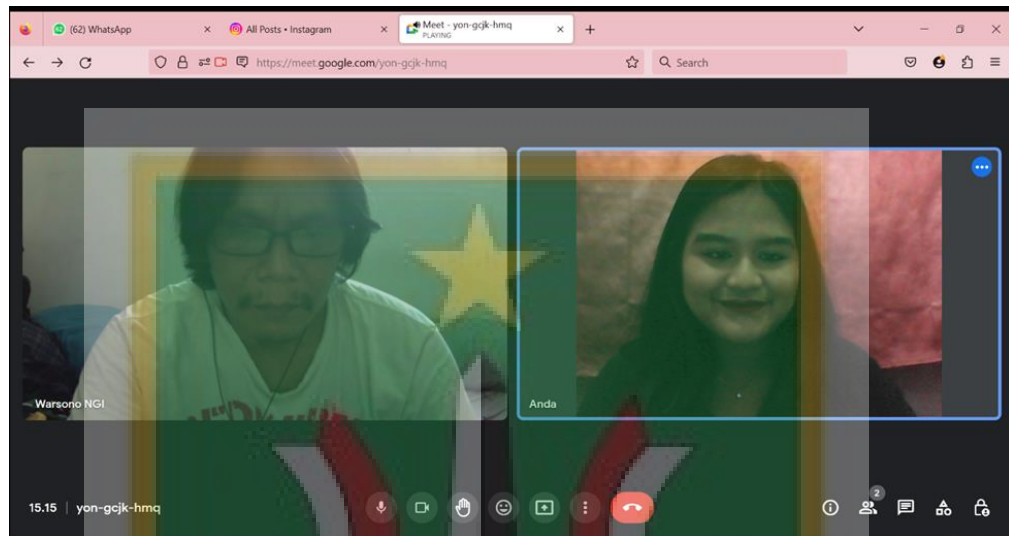 (62) WhatsApp
All Posts • Instagram
Meet - yon-gcjk-hmq
PLAYING
https://meet.google.com/yon-gcjk-hmq
Search
Warsono NGI
Anda
15.15 | yon-gcjk-hmq
2